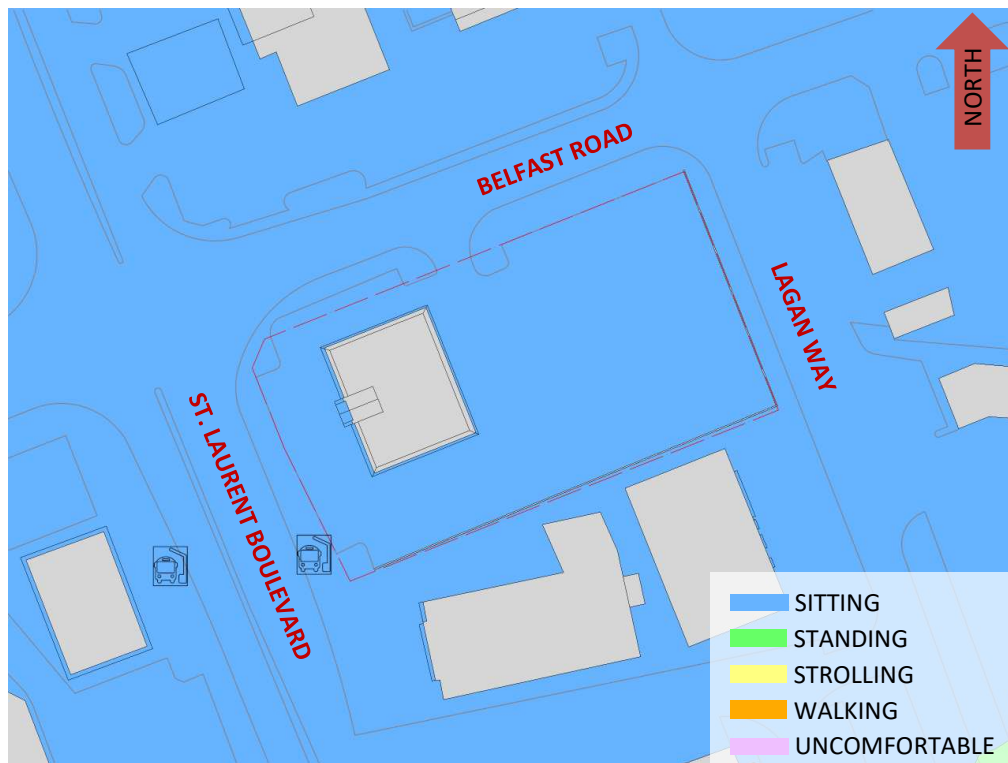 NORTH
BELFAST ROAD
LAGAN WAY
ST. LAURENT BOULEVARD
SITTING
STANDING
STROLLING
WALKING
UNCOMFORTABLE